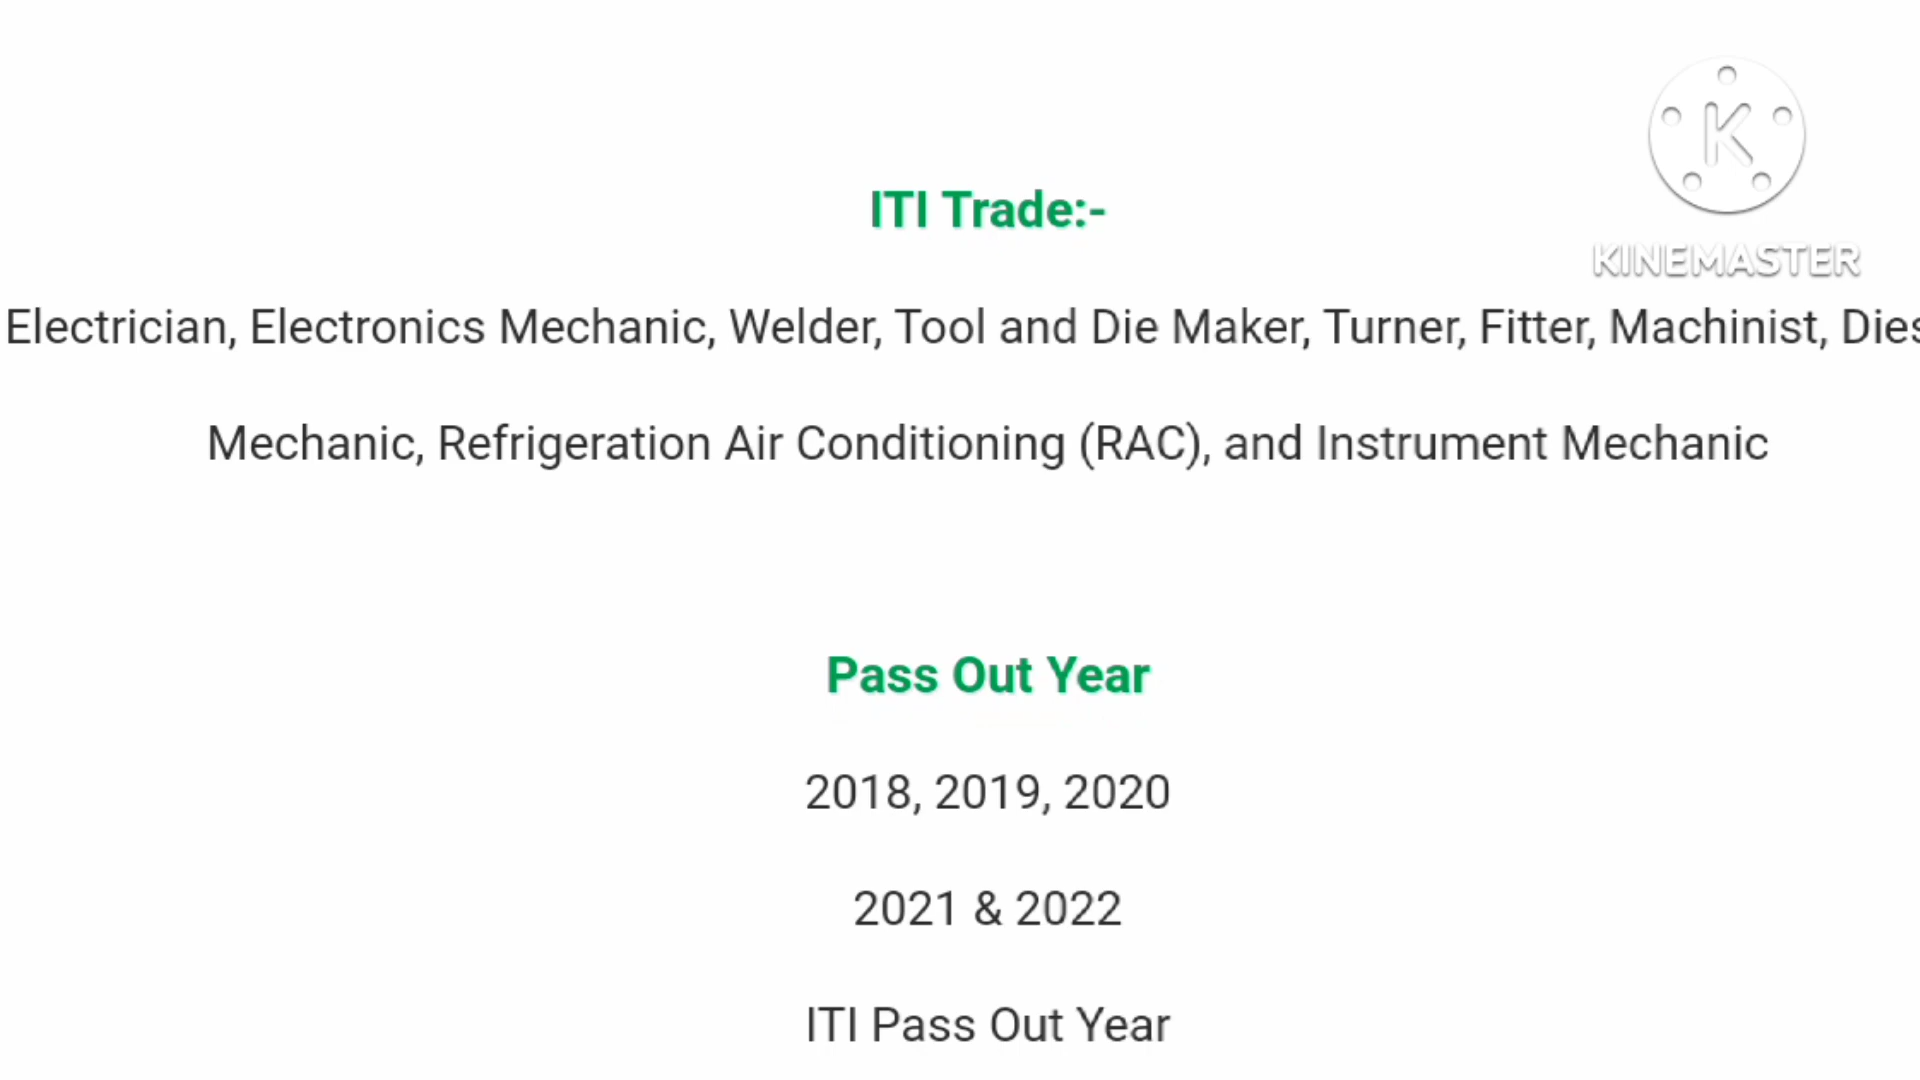 ITI Trade:-
K
KINEMASTER
Electrician, Electronics Mechanic, Welder, Tool and Die Maker, Turner, Fitter, Machinist, Dies
Mechanic, Refrigeration Air Conditioning (RAC), and Instrument Mechanic
Pass Out Year
2018, 2019, 2020
2021 & 2022
ITI Pass Out Year